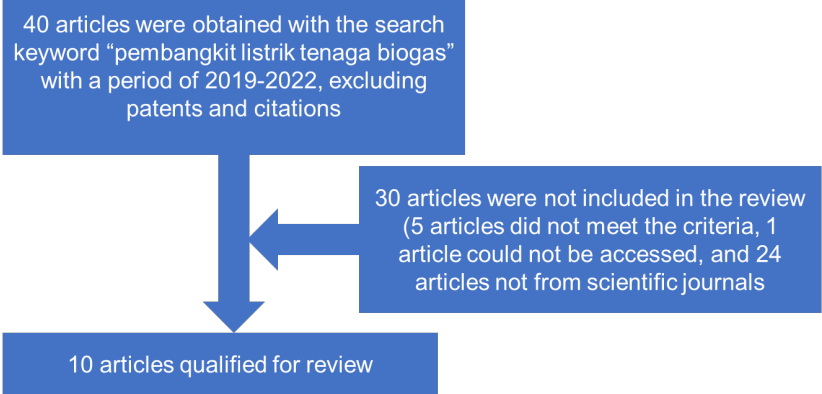 40 articles were obtained with the search
keyword “pembangkit listrik tenaga biogas”
with a period of 2019-2022, excluding
patents and citations
30 articles were not included in the review
(5 articles did not meet the criteria, 1
article could not be accessed, and 24
articles not from scientific journals
10 articles qualified for review